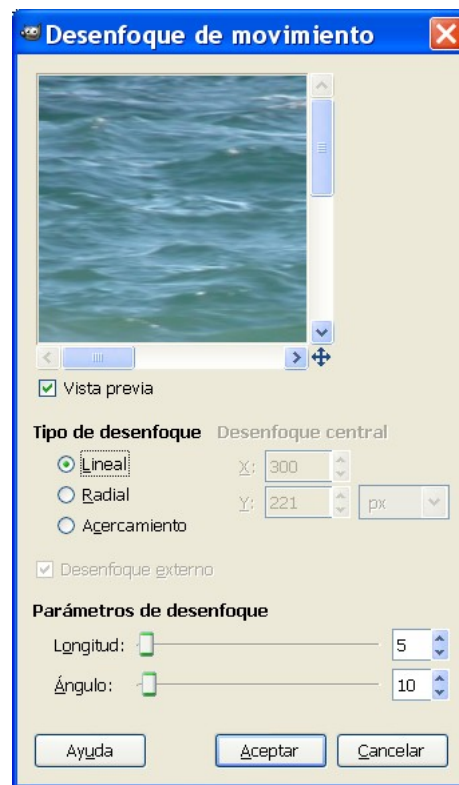 Desenfoque de movimiento
Vista previa
Tipo de desenfoque Desenfoque central
Lineal X: 300
Radial Y: 221 px
Acercamiento
Desenfoque externo
Parámetros de desenfoque
Longitud: 5
Ángulo: 10
Ayuda Aceptar Cancelar